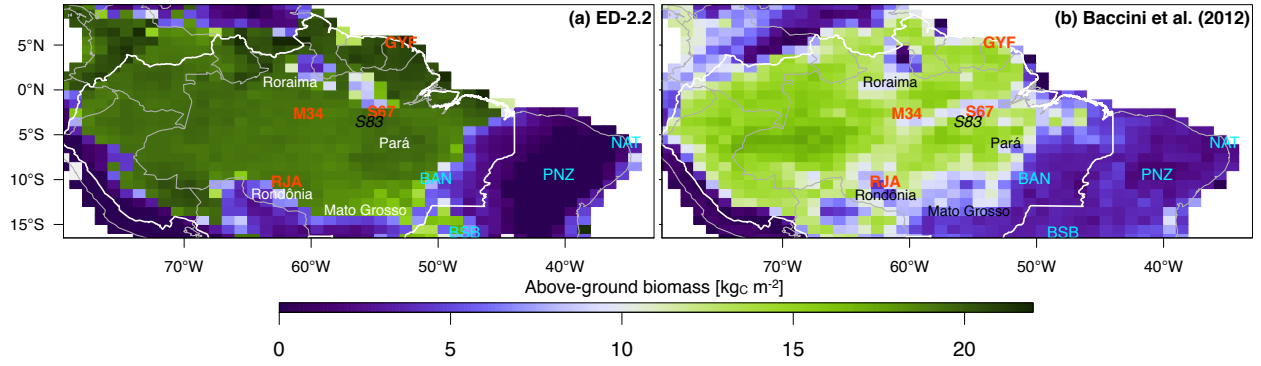 (a) ED-2.2
(b) Baccini et al. (2012)
5°N
0°N
5°S
10°S
15°S
GYF
Roraima
M34
S67
S83
Pará
NAT
RJA
Rondônia
BAN
PNZ
Mato Grosso
BSB
GYF
Roraima
M34
S67
S83
Pará
NAT
RJA
Rondônia
BAN
PNZ
Mato Grosso
BSB
70°W 60°W 50°W 40°W
70°W 60°W 50°W 40°W
Above-ground biomass [kgC m-2]
0 5 10 15 20